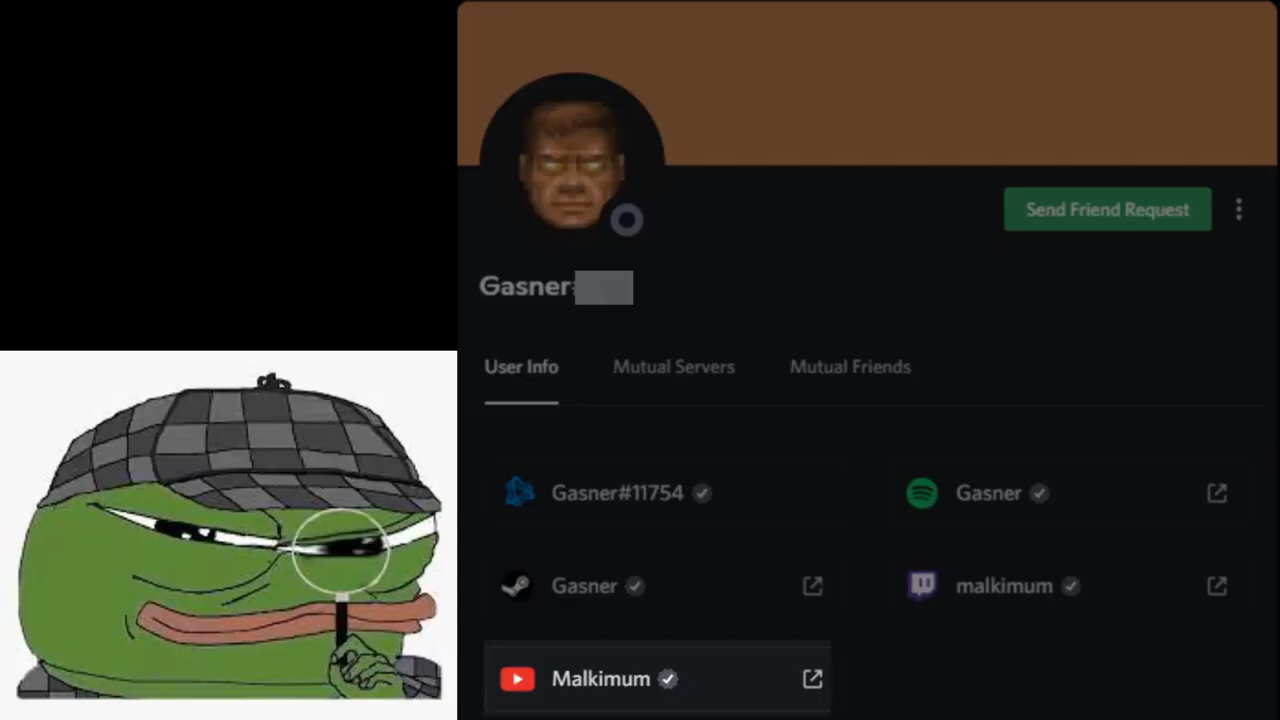 Send Friend Request
Gasner
User Info Mutual Servers Mutual Friends
Gasner#11754 Gasner
Gasner malkimum
Malkimum